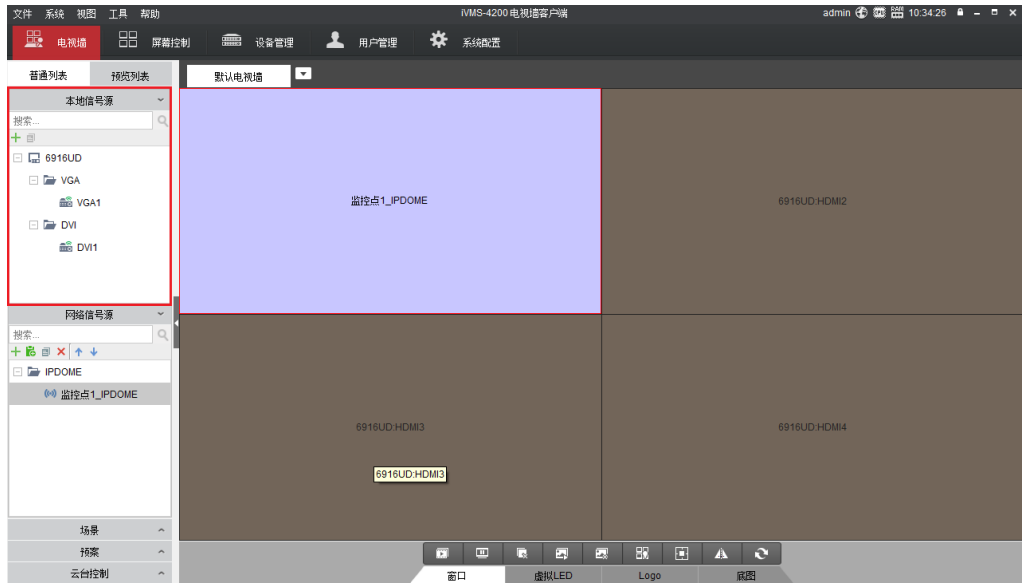 文件 系统 视图 工具 帮助 iVMS-4200 电视墙客户端 admin 10:34:26
电视墙 屏幕控制 设备管理 用户管理 系统配置
普通列表 预览列表 默认电视墙
本地信号源
搜索...
6916UD
VGA
VGA1
DVI
DVI1
网络信号源
搜索...
IPDOME
监控点1_IPDOME
场景
预案
云台控制
监控点1_IPDOME 6916UD:HDMI2
6916UD:HDMI3 6916UD:HDMI4
6916UD:HDMI3
窗口 虚拟LED Logo 底图